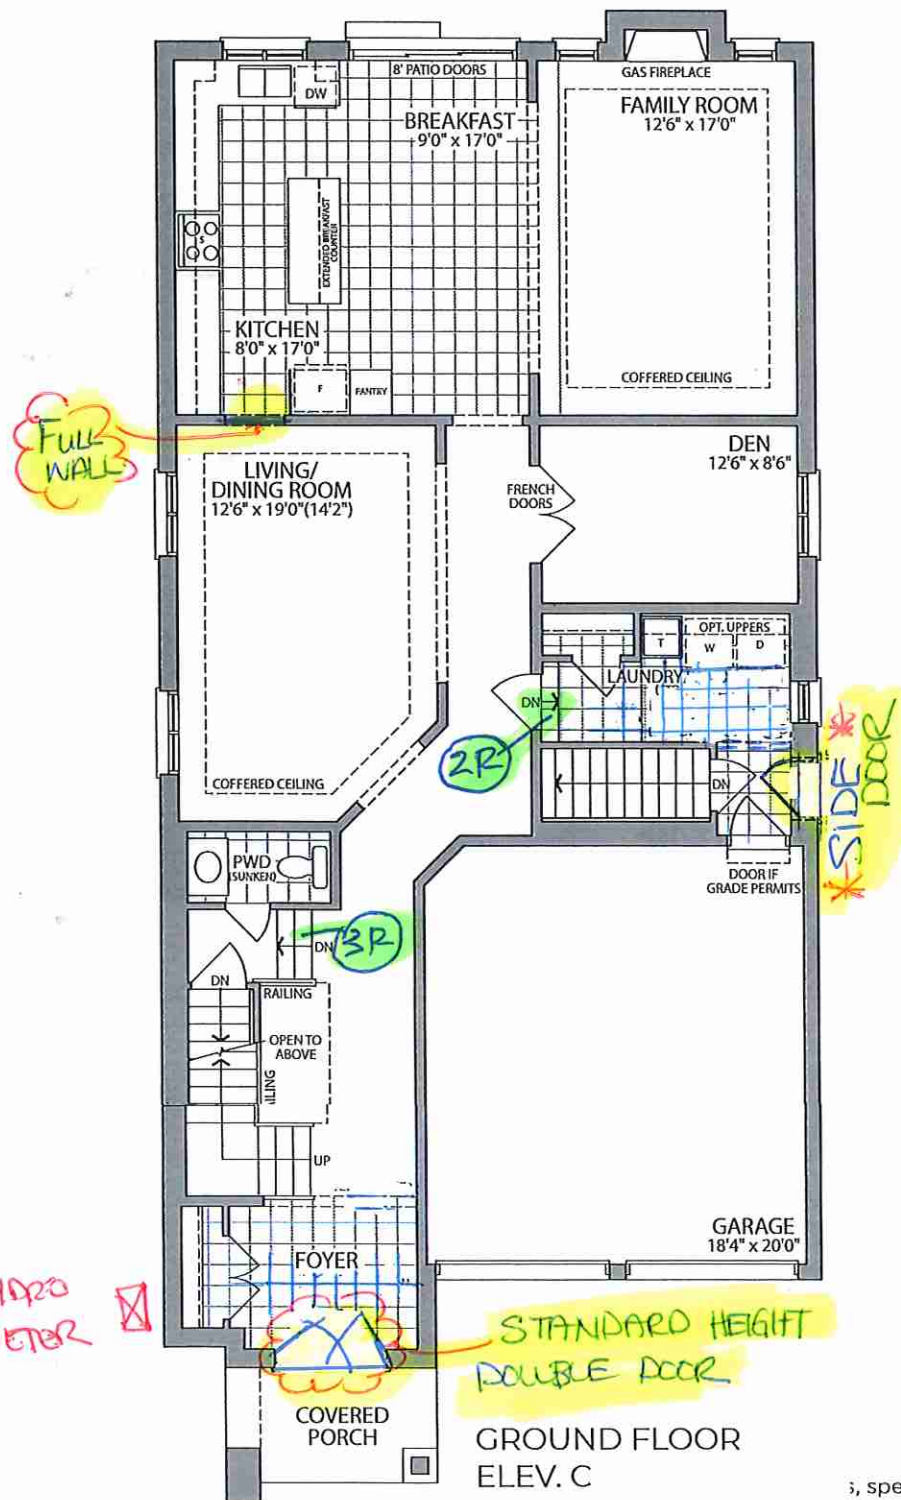 8' PATIO DOORS
DW
BREAKFAST
9'0" x 17'0"
GAS FIREPLACE
FAMILY ROOM
12'6" x 17'0"
S
EXTENDED BREAKFAST
COUNTER
KITCHEN
8'0" x 17'0"
F
PANTRY
COFFERED CEILING
FULL
WALL
LIVING/
DINING ROOM
12'6" x 19'0"(14'2")
FRENCH
DOORS
DEN
12'6" x 8'6"
OPT. UPPERS
T
W
D
LAUNDRY
DN
2R
COFFERED CEILING
DN
* SIDE *
DOOR
DOOR IF
GRADE PERMITS
PWD
(SUNKEN)
DN
3R
DN
RAILING
OPEN TO
ABOVE
UP
FOYER
GARAGE
18'4" x 20'0"
STANDARD HEIGHT
DOUBLE DOOR
COVERED
PORCH
GROUND FLOOR
ELEV. C
s, spe